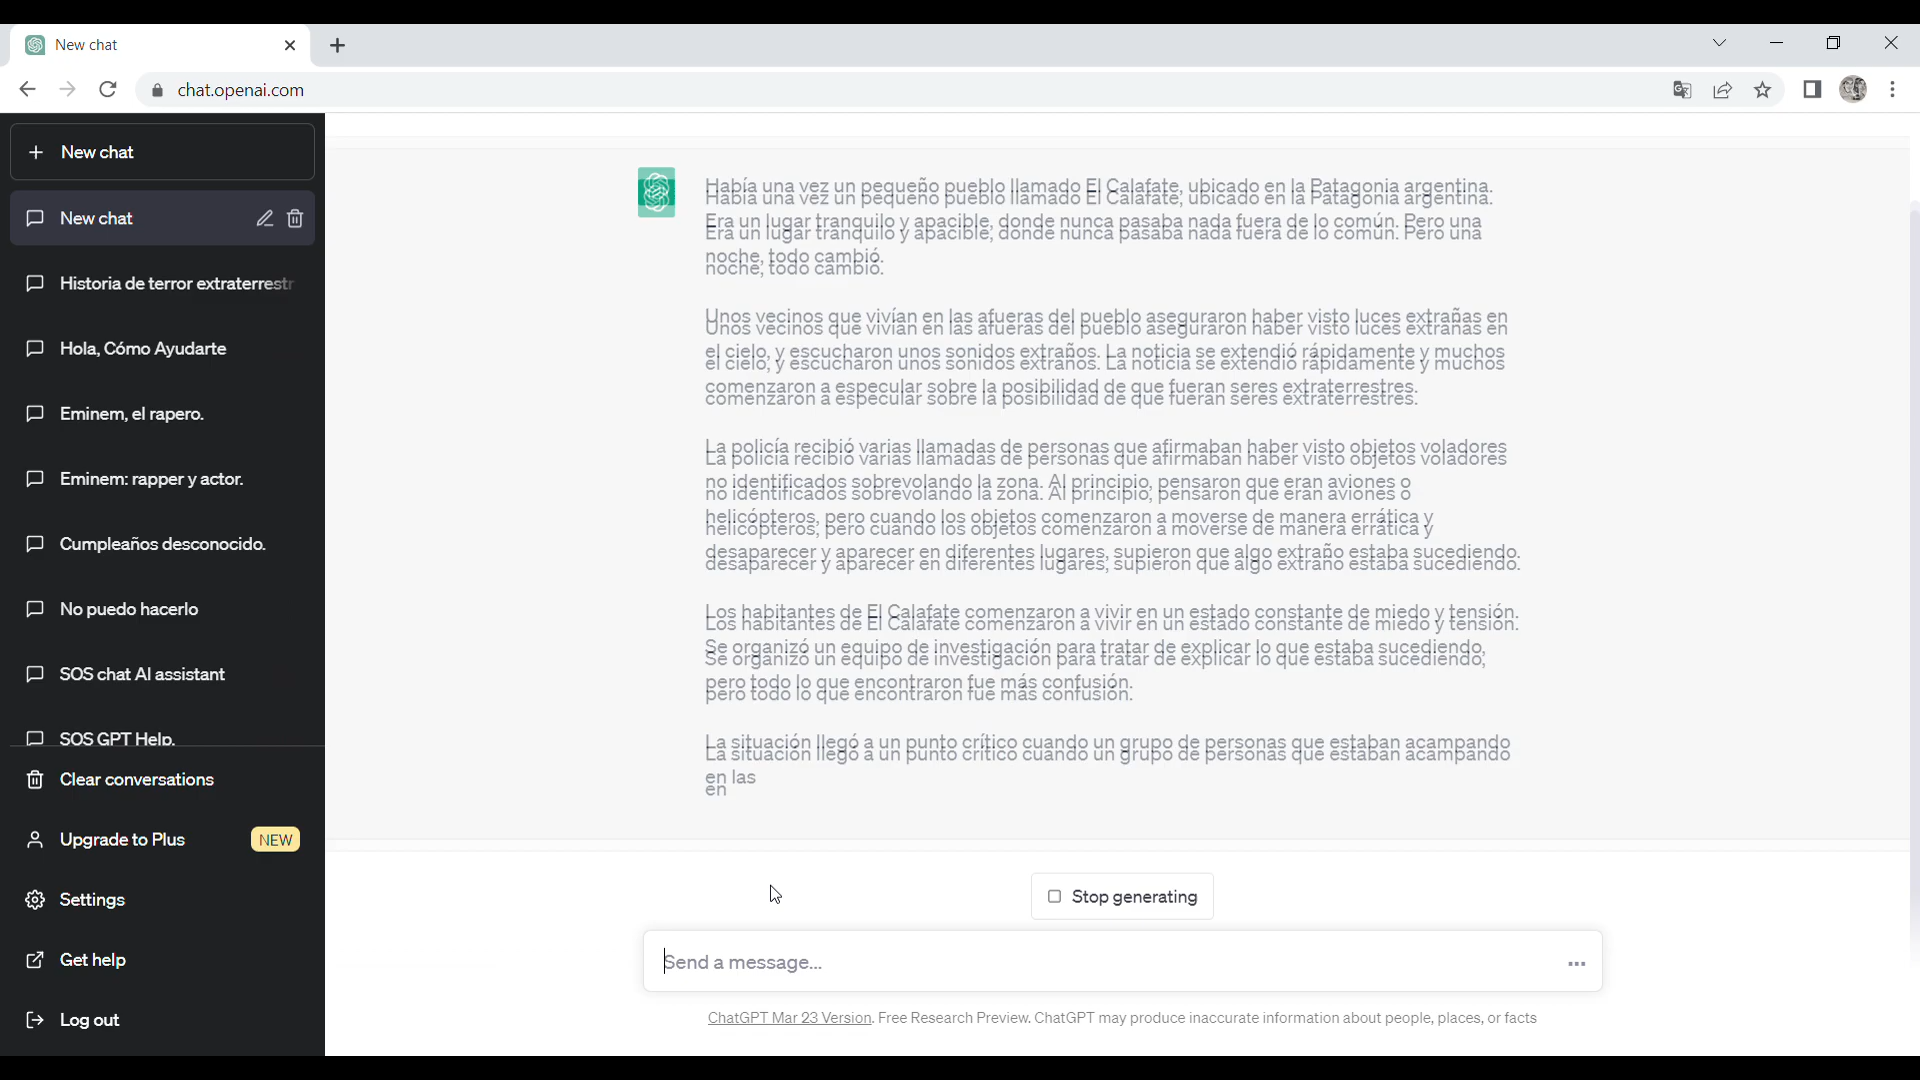 New chat
chat.openai.com
New chat
New chat
Historia de terror extraterrestr
Hola, Cómo Ayudarte
Eminem, el rapero.
Eminem: rapper y actor.
Cumpleaños desconocido.
No puedo hacerlo
SOS chat AI assistant
SOS GPT Help.
Clear conversations
Upgrade to Plus NEW
Settings
Get help
Log out
Había una vez un pequeño pueblo llamado El Calafate, ubicado en la Patagonia argentina.
Era un lugar tranquilo y apacible, donde nunca pasaba nada fuera de lo común. Pero una
noche, todo cambió.
Unos vecinos que vivían en las afueras del pueblo aseguraron haber visto luces extrañas en
el cielo, y escucharon unos sonidos extraños. La noticia se extendió rápidamente y muchos
comenzaron a especular sobre la posibilidad de que fueran seres extraterrestres.
La policía recibió varias llamadas de personas que afirmaban haber visto objetos voladores
no identificados sobrevolando la zona. Al principio, pensaron que eran aviones o
helicópteros, pero cuando los objetos comenzaron a moverse de manera errática y
desaparecer y aparecer en diferentes lugares, supieron que algo extraño estaba sucediendo.
Los habitantes de El Calafate comenzaron a vivir en un estado constante de miedo y tensión.
Se organizó un equipo de investigación para tratar de explicar lo que estaba sucediendo,
pero todo lo que encontraron fue más confusión.
La situación llegó a un punto crítico cuando un grupo de personas que estaban acampando
en las
Stop generating
Send a message...
ChatGPT Mar 23 Version. Free Research Preview. ChatGPT may produce inaccurate information about people, places, or facts